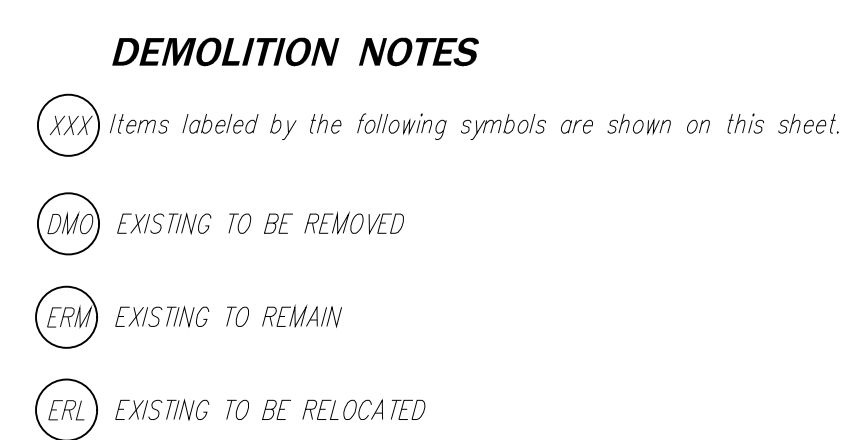 DEMOLITION NOTES
XXX Items labeled by the following symbols are shown on this sheet.
DMO EXISTING TO BE REMOVED
ERM EXISTING TO REMAIN
ERL EXISTING TO BE RELOCATED